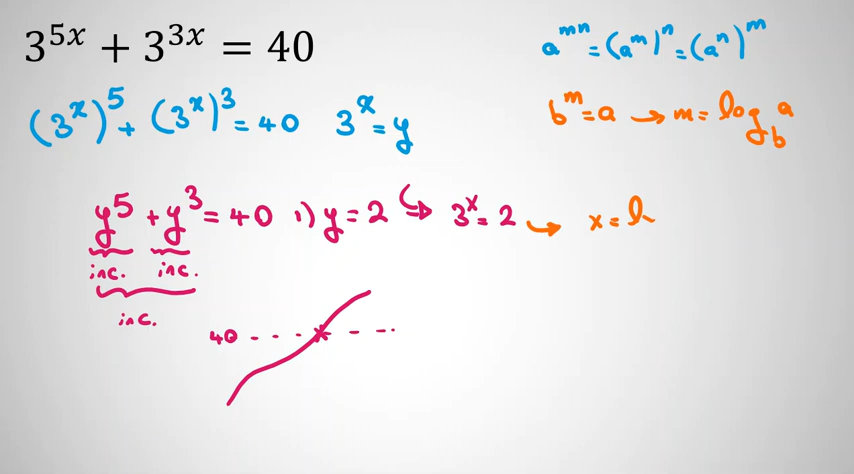 3^{5x} + 3^{3x} = 40
a^{mn} = (a^m)^n = (a^n)^m
(3^x)^5 + (3^x)^3 = 40 3^x = y
b^m = a → m = log_b a
y^5 + y^3 = 40 1) y = 2 ↪ 3^x = 2 → x = l
inc. inc.
inc.
40